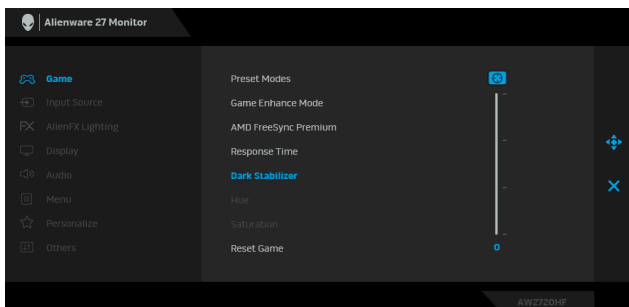 Alienware 27 Monitor
Game
Input Source
AlienFX Lighting
Display
Audio
Menu
Personalize
Others
Preset Modes
Game Enhance Mode
AMD FreeSync Premium
Response Time
Dark Stabilizer
Hue
Saturation
Reset Game
0
AW2720HF